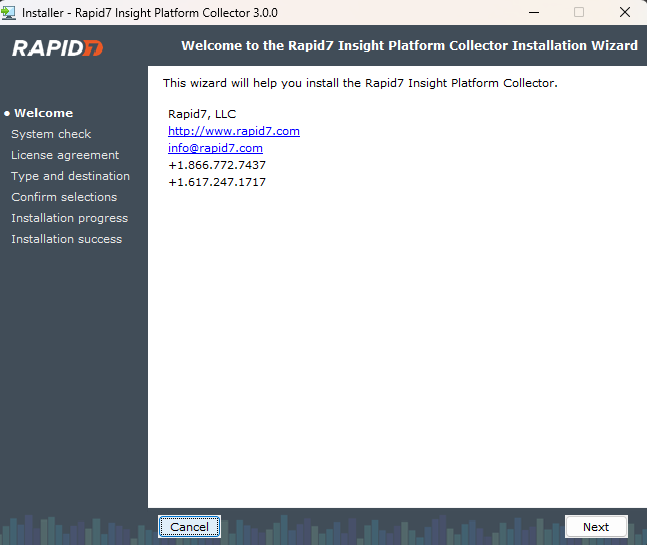 Installer - Rapid7 Insight Platform Collector 3.0.0
RAPID7
Welcome to the Rapid7 Insight Platform Collector Installation Wizard
Welcome
System check
License agreement
Type and destination
Confirm selections
Installation progress
Installation success
This wizard will help you install the Rapid7 Insight Platform Collector.
Rapid7, LLC
http://www.rapid7.com
info@rapid7.com
+1.866.772.7437
+1.617.247.1717
Cancel
Next